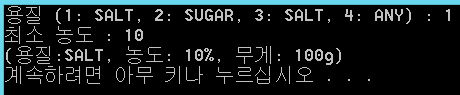 용질 (1: SALT, 2: SUGAR, 3: SALT, 4: ANY) : 1
최소 농도 : 10
(용질:SALT, 농도: 10%, 무게: 100g)
계속하려면 아무 키나 누르십시오 . . .